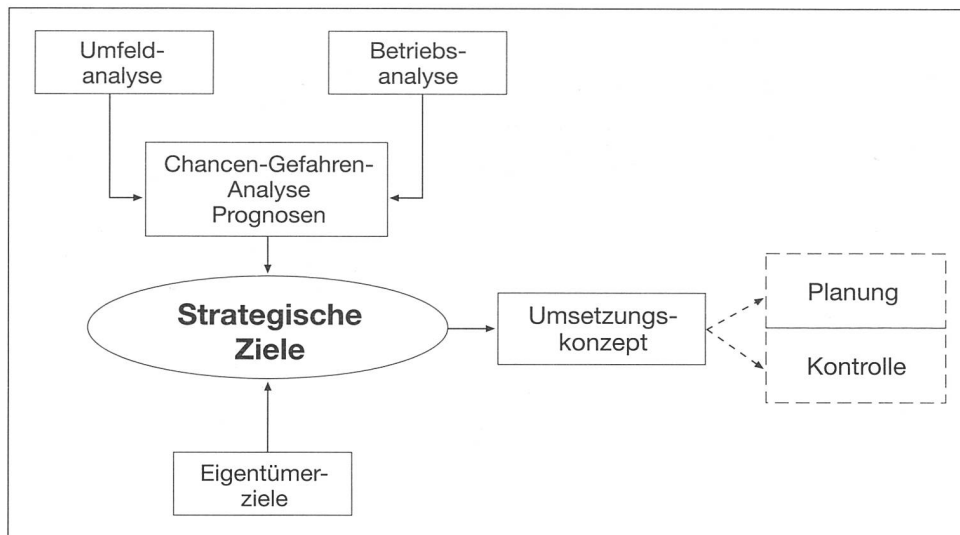 Umfeld-
analyse
Betriebs-
analyse
Chancen-Gefahren-
Analyse
Prognosen
Strategische
Ziele
Umsetzungs-
konzept
Planung
Kontrolle
Eigentümer-
ziele